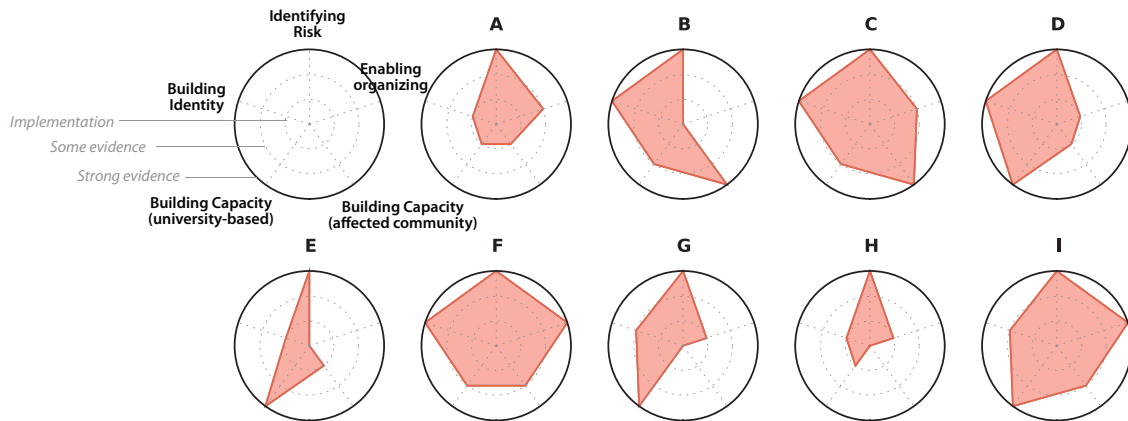 Identifying
Risk
A
B
C
D
Enabling
organizing
Building
Identity
Implementation
Some evidence
Strong evidence
Building Capacity
(university-based)
Building Capacity
(affected community)
E
F
G
H
I